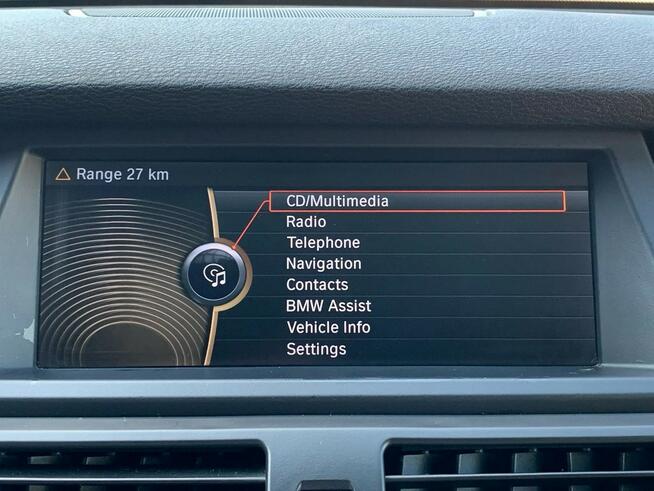 Range 27 km
CD/Multimedia
Radio
Telephone
Navigation
Contacts
BMW Assist
Vehicle Info
Settings